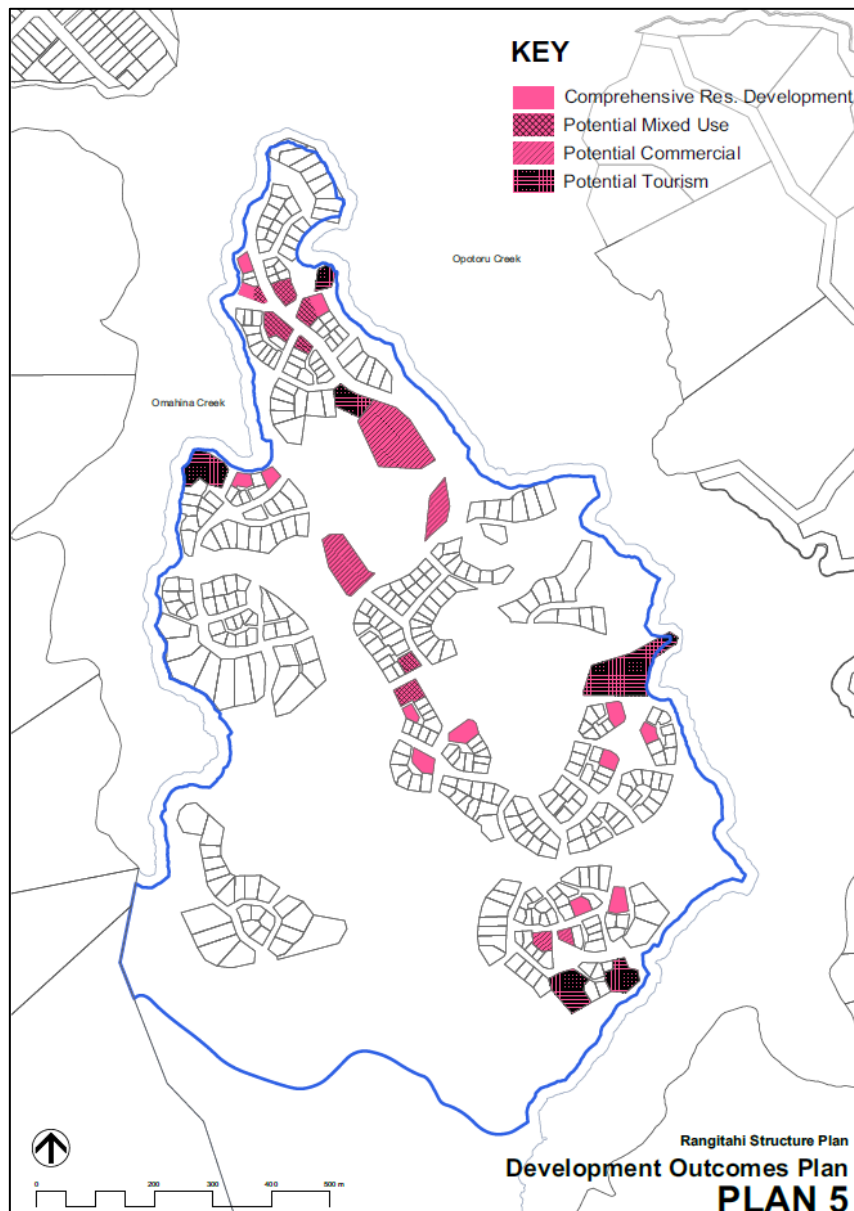 KEY
Comprehensive Res. Development
Potential Mixed Use
Potential Commercial
Potential Tourism
Opotoru Creek
Omahina Creek
Rangitahi Structure Plan
Development Outcomes Plan
PLAN 5
0 100 200 300 400 500 m